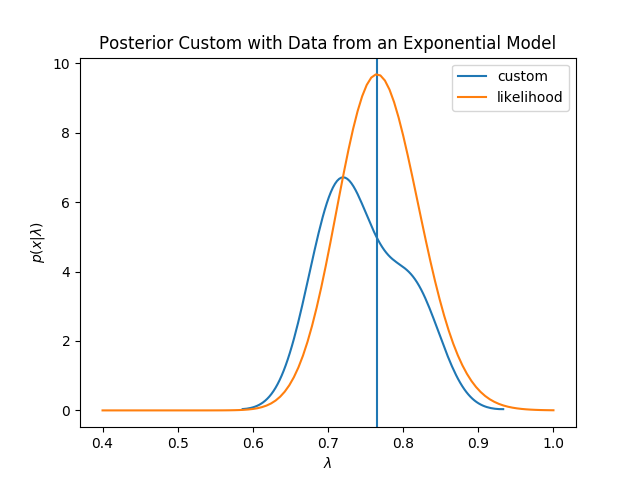 Posterior Custom with Data from an Exponential Model
custom
likelihood
p(x|λ)
10
8
6
4
2
0
0.4 0.5 0.6 0.7 0.8 0.9 1.0
λ